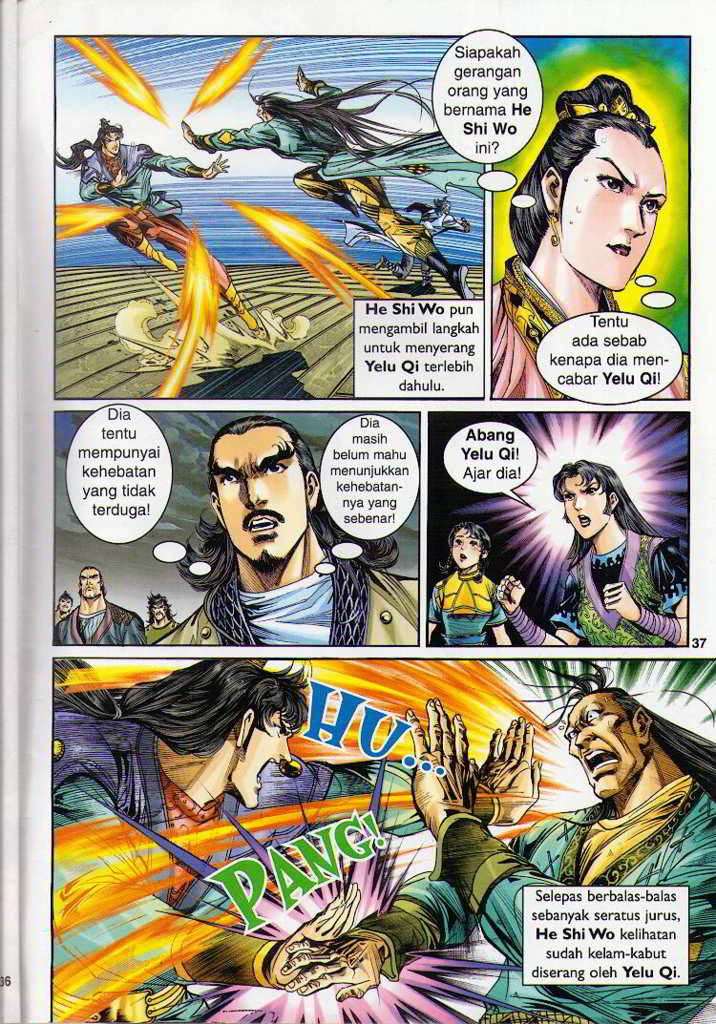 Siapakah
gerangan
orang yang
bernama He
Shi Wo
ini?
He Shi Wo pun
mengambil langkah
untuk menyerang
Yelu Qi terlebih
dahulu.
Tentu
ada sebab
kenapa dia men-
cabar Yelu Qi!
Dia
tentu
mempunyai
kehebatan
yang tidak
terduga!
Dia
masih
belum mahu
menunjukkan
kehebatan-
nya yang
sebenar!
Abang
Yelu Qi!
Ajar dia!
37
HU...
PANG!
Selepas berbalas-balas
sebanyak seratus jurus,
He Shi Wo kelihatan
sudah kelam-kabut
diserang oleh Yelu Qi.